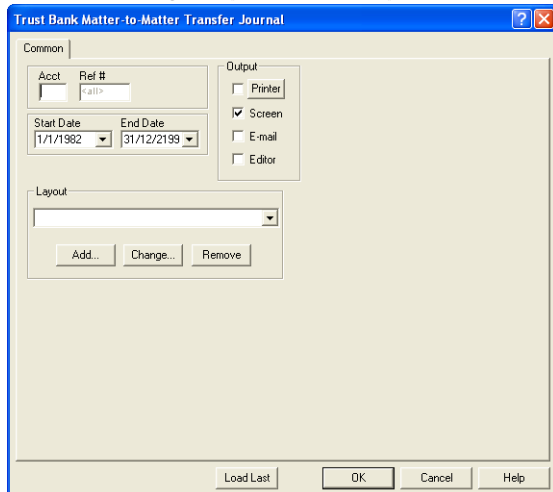 Trust Bank Matter-to-Matter Transfer Journal
Common
Acct Ref #
<all>
Start Date End Date
1/1/1982 31/12/2199
Output
Printer
Screen
E-mail
Editor
Layout
Add... Change... Remove
Load Last OK Cancel Help